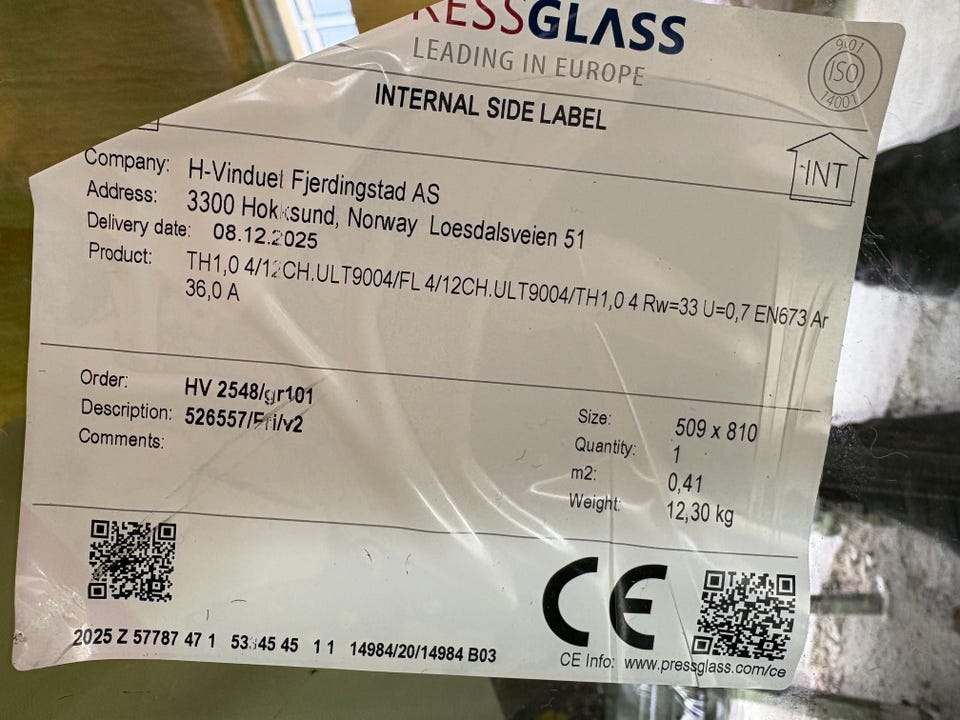 RESSGLASS
LEADING IN EUROPE
9001
ISO
14001
INTERNAL SIDE LABEL
INT
Company: H-Vinduet Fjerdingstad AS
Address: 3300 Hokksund, Norway Loesdalsveien 51
Delivery date: 08.12.2025
Product: TH1,0 4/12CH.ULT9004/FL 4/12CH.ULT9004/TH1,0 4 Rw=33 U=0,7 EN673 Ar
36,0 A
Order: HV 2548/gr101
Description: 526557/Fri/v2
Comments:
Size: 509 x 810
Quantity: 1
m2: 0,41
Weight: 12,30 kg
CE
2025 Z 57787 47 1 45 45 1 1 14984/20/14984 B03
CE Info: www.pressglass.com/ce